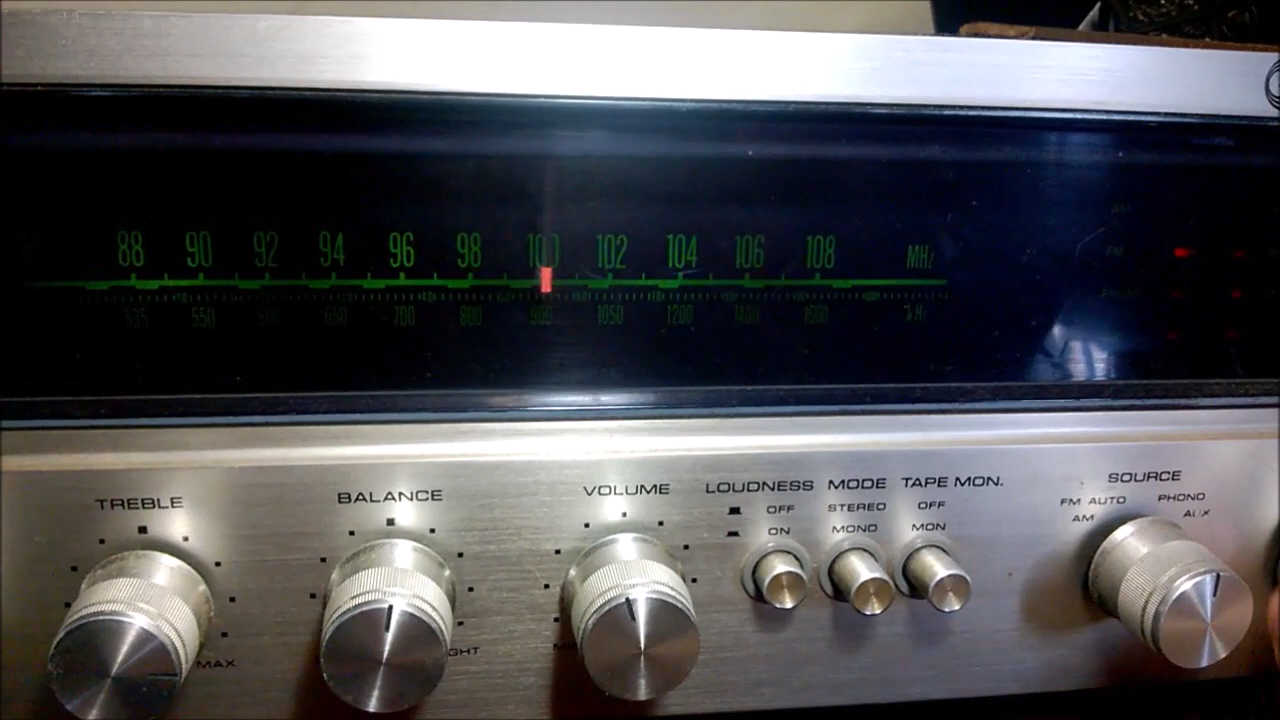 88 90 92 94 96 98 100 102 104 106 108 MHz
535 550 600 650 700 800 900 1050 1200 1400 1600 kHz
FM
TREBLE
BALANCE
VOLUME
LOUDNESS
MODE
TAPE MON.
SOURCE
OFF
STEREO
OFF
FM AUTO
PHONO
ON
MONO
MON
AM
AUX
MAX